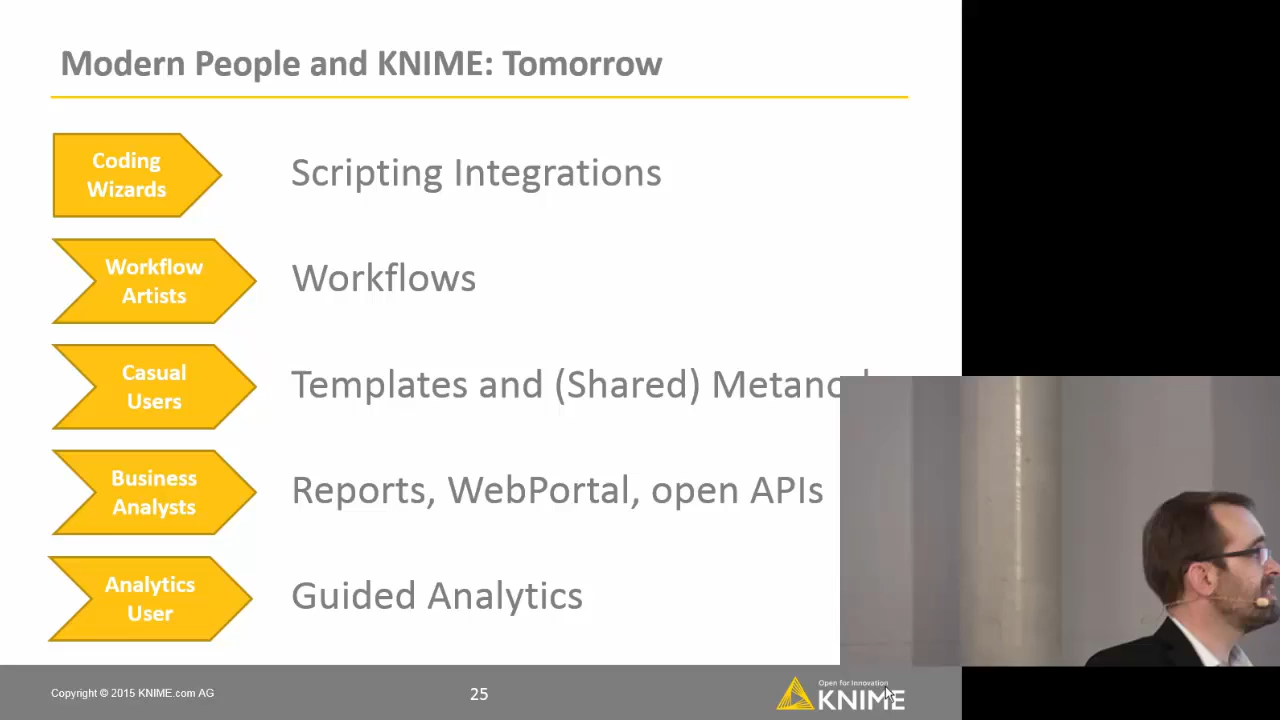 Modern People and KNIME: Tomorrow
Coding
Wizards
Scripting Integrations
Workflow
Artists
Workflows
Casual
Users
Templates and (Shared)
Business
Analysts
Reports, WebPortal, open APIs
Analytics
User
Guided Analytics
Copyright © 2015 KNIME.com AG
25
Open for Innovation
KNIME